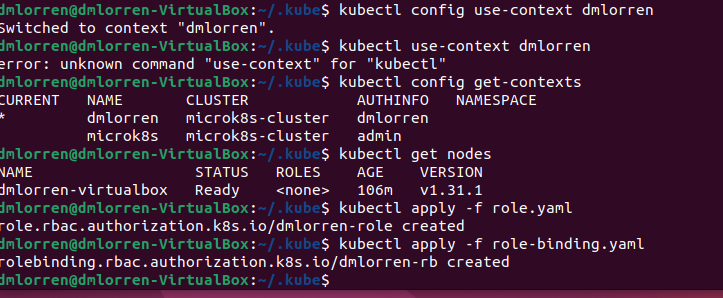 dmlorren@dmlorren-VirtualBox:~/.kube$ kubectl config use-context dmlorren
Switched to context "dmlorren".
dmlorren@dmlorren-VirtualBox:~/.kube$ kubectl use-context dmlorren
error: unknown command "use-context" for "kubectl"
dmlorren@dmlorren-VirtualBox:~/.kube$ kubectl config get-contexts
CURRENT   NAME       CLUSTER            AUTHINFO   NAMESPACE
*         dmlorren   microk8s-cluster   dmlorren
          microk8s   microk8s-cluster   admin
dmlorren@dmlorren-VirtualBox:~/.kube$ kubectl get nodes
NAME                  STATUS   ROLES    AGE    VERSION
dmlorren-virtualbox   Ready    <none>   106m   v1.31.1
dmlorren@dmlorren-VirtualBox:~/.kube$ kubectl apply -f role.yaml
role.rbac.authorization.k8s.io/dmlorren-role created
dmlorren@dmlorren-VirtualBox:~/.kube$ kubectl apply -f role-binding.yaml
rolebinding.rbac.authorization.k8s.io/dmlorren-rb created
dmlorren@dmlorren-VirtualBox:~/.kube$